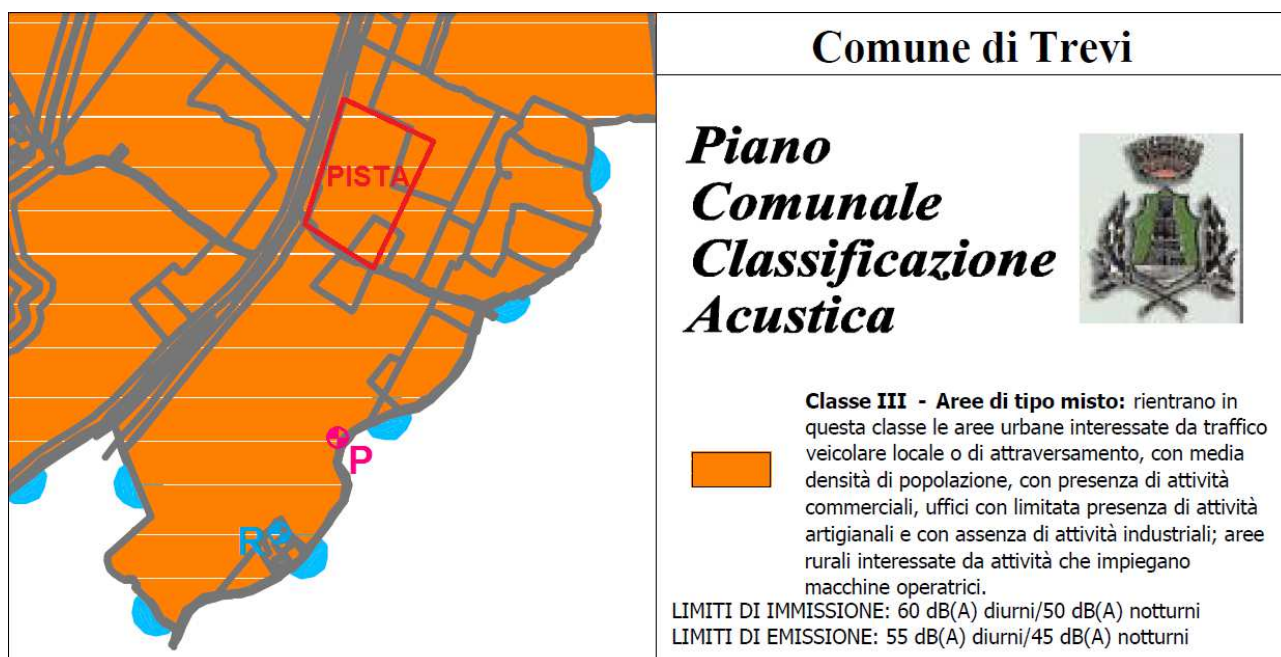 PISTA
P
R
Comune di Trevi
Piano
Comunale
Classificazione
Acustica
Classe III - Aree di tipo misto: rientrano in
questa classe le aree urbane interessate da traffico
veicolare locale o di attraversamento, con media
densità di popolazione, con presenza di attività
commerciali, uffici con limitata presenza di attività
artigianali e con assenza di attività industriali; aree
rurali interessate da attività che impiegano
macchine operatrici.
LIMITI DI IMMISSIONE: 60 dB(A) diurni/50 dB(A) notturni
LIMITI DI EMISSIONE: 55 dB(A) diurni/45 dB(A) notturni